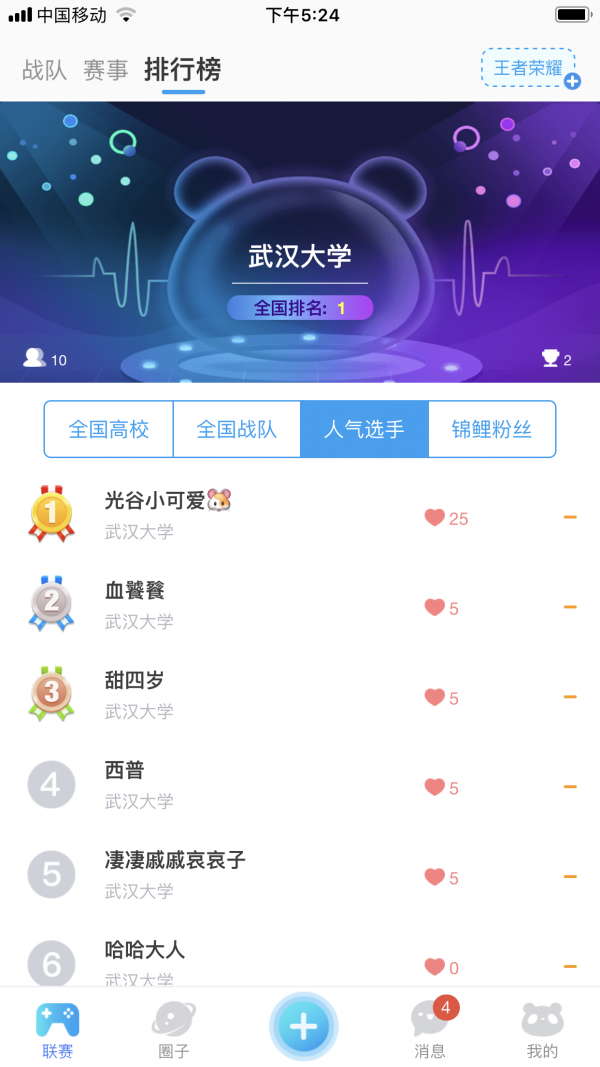 中国移动
下午5:24
战队 赛事 排行榜
王者荣耀
武汉大学
全国排名: 1
10
2
全国高校 全国战队 人气选手 锦鲤粉丝
1
光谷小可爱🐹
武汉大学
25
2
血饕餮
武汉大学
5
3
甜四岁
武汉大学
5
4
西普
武汉大学
5
5
凄凄戚戚哀哀子
武汉大学
5
6
哈哈大人
武汉大学
0
4
联赛 圈子 消息 我的